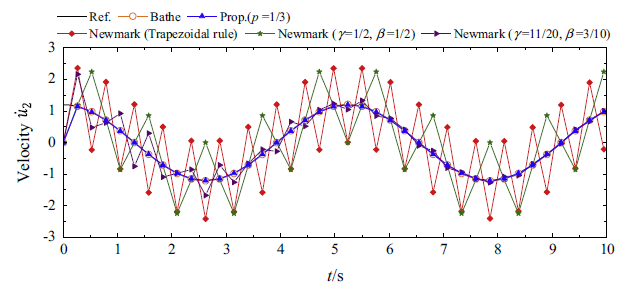 Ref. Bathe Prop.(p =1/3)
Newmark (Trapezoidal rule) Newmark (γ=1/2, β=1/2) Newmark (γ=11/20, β=3/10)
3
2
1
0
-1
-2
-3
Velocity u̇₂
0 1 2 3 4 5 6 7 8 9 10
t/s